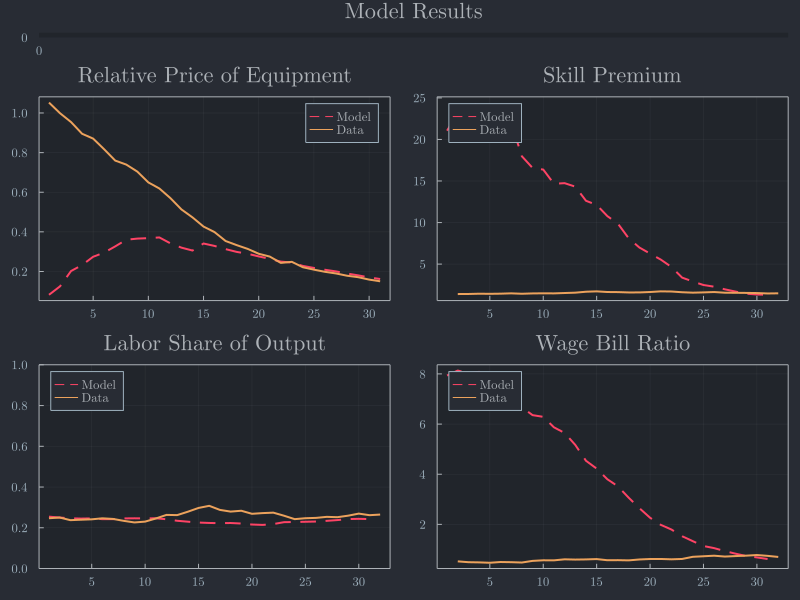 Model Results
0
0
Relative Price of Equipment
1.0
0.8
0.6
0.4
0.2
Model
Data
5 10 15 20 25 30
Skill Premium
25
20
15
10
5
Model
Data
5 10 15 20 25 30
Labor Share of Output
1.0
0.8
0.6
0.4
0.2
0.0
Model
Data
5 10 15 20 25 30
Wage Bill Ratio
8
6
4
2
Model
Data
5 10 15 20 25 30